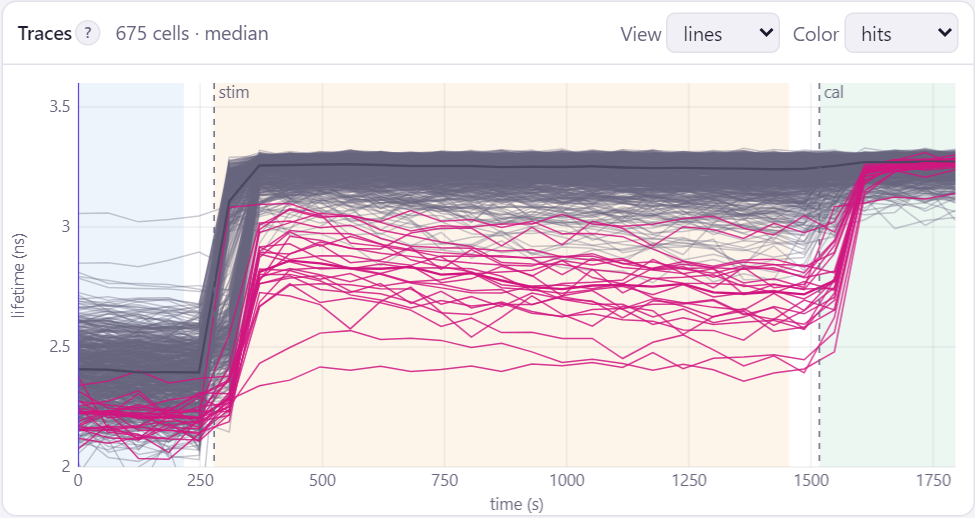 Traces ? 675 cells · median View lines Color hits
stim cal
3.5
3
2.5
2
lifetime (ns)
0 250 500 750 1000 1250 1500 1750
time (s)